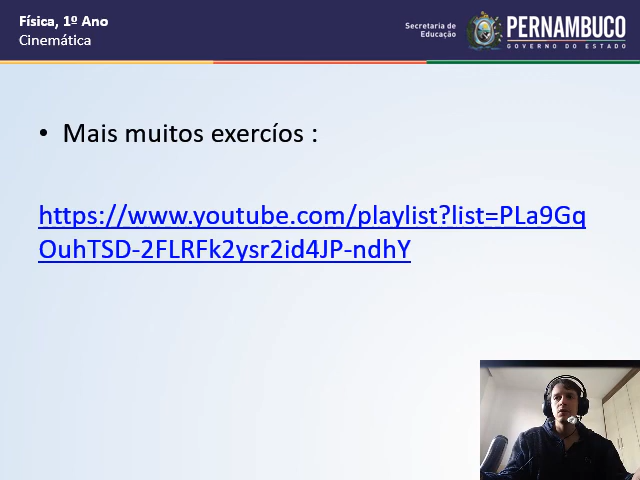 Física, 1º Ano
Cinemática
Secretaria de
Educação
PERNAMBUCO
GOVERNO DO ESTADO
• Mais muitos exercíos :
https://www.youtube.com/playlist?list=PLa9Gq
OuhTSD-2FLRFk2ysr2id4JP-ndhY